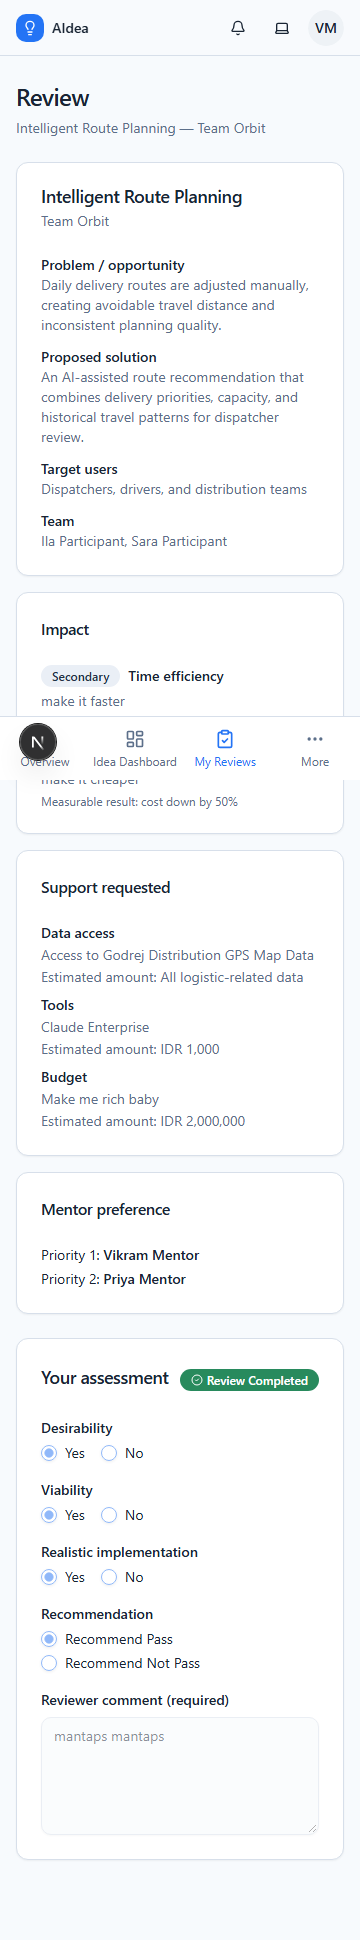 AIdea
VM
Review
Intelligent Route Planning — Team Orbit
Intelligent Route Planning
Team Orbit
Problem / opportunity
Daily delivery routes are adjusted manually,
creating avoidable travel distance and
inconsistent planning quality.
Proposed solution
An AI-assisted route recommendation that
combines delivery priorities, capacity, and
historical travel patterns for dispatcher
review.
Target users
Dispatchers, drivers, and distribution teams
Team
Ila Participant, Sara Participant
Impact
Secondary Time efficiency
make it faster
N
Overview Idea Dashboard My Reviews More
make it cheaper
Measurable result: cost down by 50%
Support requested
Data access
Access to Godrej Distribution GPS Map Data
Estimated amount: All logistic-related data
Tools
Claude Enterprise
Estimated amount: IDR 1,000
Budget
Make me rich baby
Estimated amount: IDR 2,000,000
Mentor preference
Priority 1: Vikram Mentor
Priority 2: Priya Mentor
Your assessment Review Completed
Desirability
Yes No
Viability
Yes No
Realistic implementation
Yes No
Recommendation
Recommend Pass
Recommend Not Pass
Reviewer comment (required)
mantaps mantaps